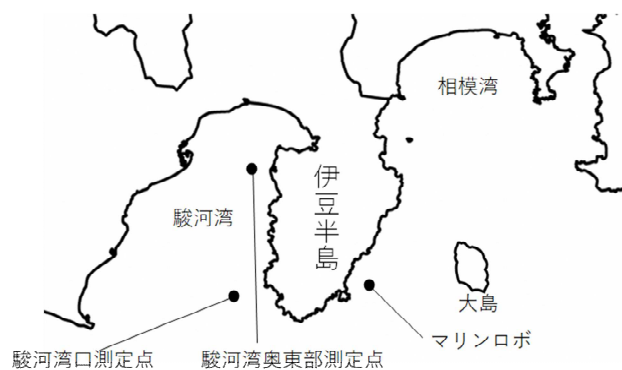 相模湾
伊豆半島
駿河湾
大島
マリンロボ
駿河湾口測定点
駿河湾奥東部測定点